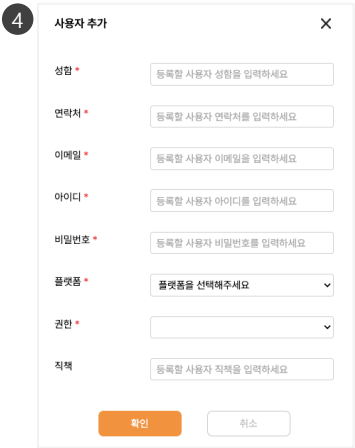 4
사용자 추가 ×
성함 * 등록할 사용자 성함을 입력하세요
연락처 * 등록할 사용자 연락처를 입력하세요
이메일 * 등록할 사용자 이메일을 입력하세요
아이디 * 등록할 사용자 아이디를 입력하세요
비밀번호 * 등록할 사용자 비밀번호를 입력하세요
플랫폼 * 플랫폼을 선택해주세요
권한 *
직책 등록할 사용자 직책을 입력하세요
확인 취소